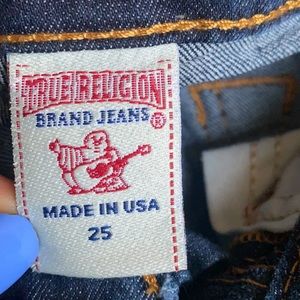 TRUE RELIGION
BRAND JEANS®
MADE IN USA
25